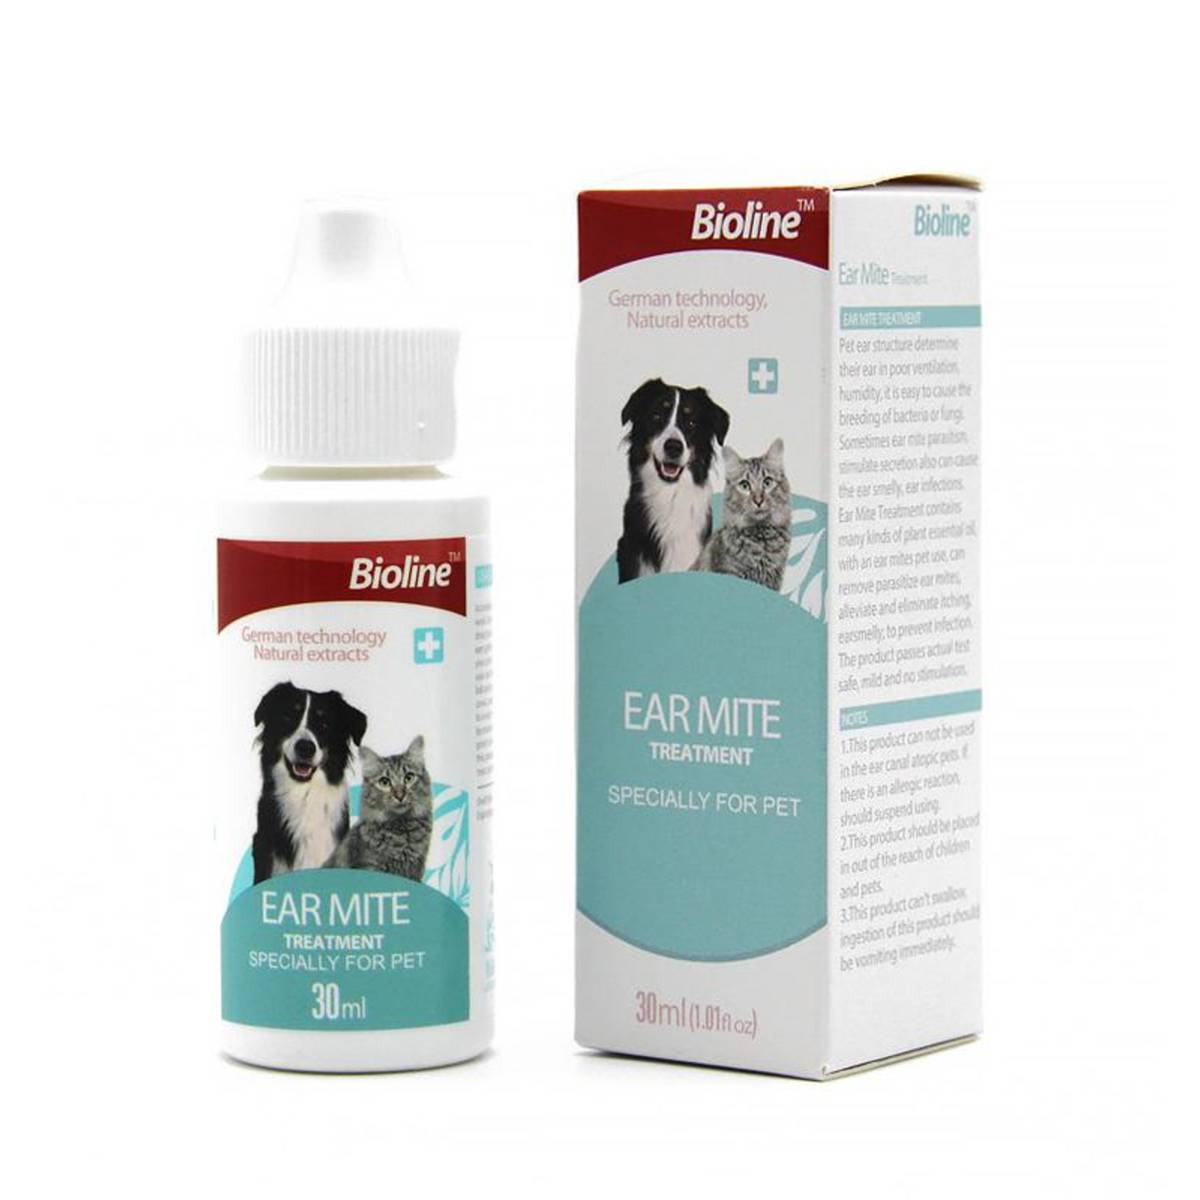 Bioline™
German technology
Natural extracts
EAR MITE
TREATMENT
SPECIALLY FOR PET
30ml
Bioline™
German technology,
Natural extracts
EAR MITE
TREATMENT
SPECIALLY FOR PET
30ml(1.01fl oz)
Bioline™
Ear Mite Treatment
EAR MITE TREATMENT
Pet ear structure determine
their ear in poor ventilation,
humidity, it is easy to cause the
breeding of bacteria or fungi.
Sometimes ear mite parasitism,
stimulate secretion also can cause
the ear smelly, ear infections.
Ear Mite Treatment contains
many kinds of plant essential oil,
with an ear mites pet use, can
remove parasitize ear mites,
alleviate and eliminate itching,
earsmelly, to prevent infection.
The product passes actual test
safe, mild and no stimulation.
NOTES
1.This product can not be used
in the ear canal atopic pets. If
there is an allergic reaction,
should suspend using.
2.This product should be placed
in out of the reach of children
and pets.
3.This product can't swallow,
ingestion of this product should
be vomiting immediately.